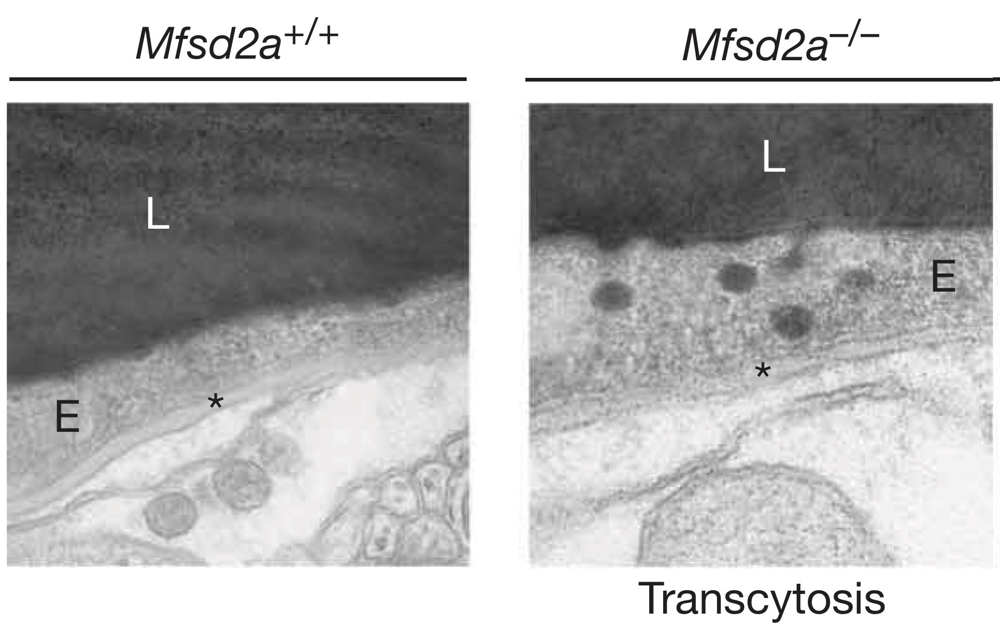 Mfsd2a+/+
Mfsd2a–/–
L
L
E
E
*
*
Transcytosis